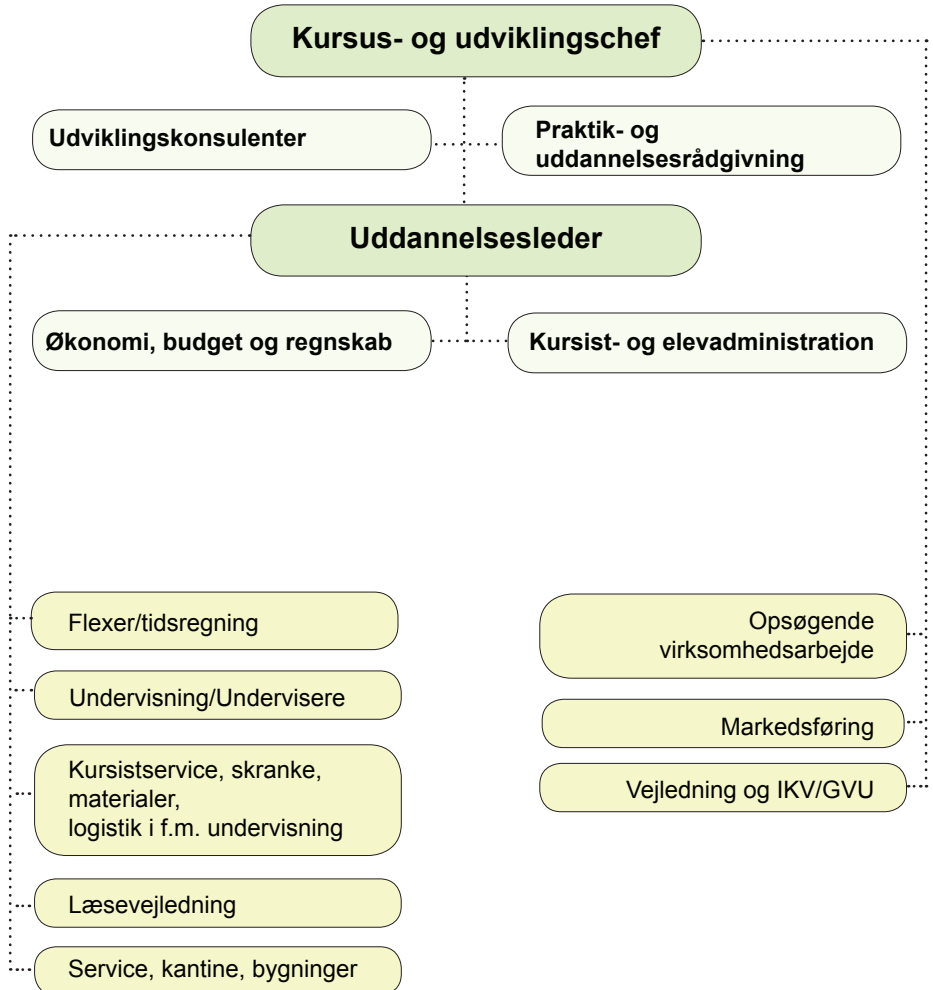 Kursus- og udviklingschef
Udviklingskonsulenter
Praktik- og
uddannelsesrådgivning
Uddannelsesleder
Økonomi, budget og regnskab
Kursist- og elevadministration
Flexer/tidsregning
Undervisning/Undervisere
Kursistservice, skranke,
materialer,
logistik i f.m. undervisning
Læsevejledning
Service, kantine, bygninger
Opsøgende
virksomhedsarbejde
Markedsføring
Vejledning og IKV/GVU